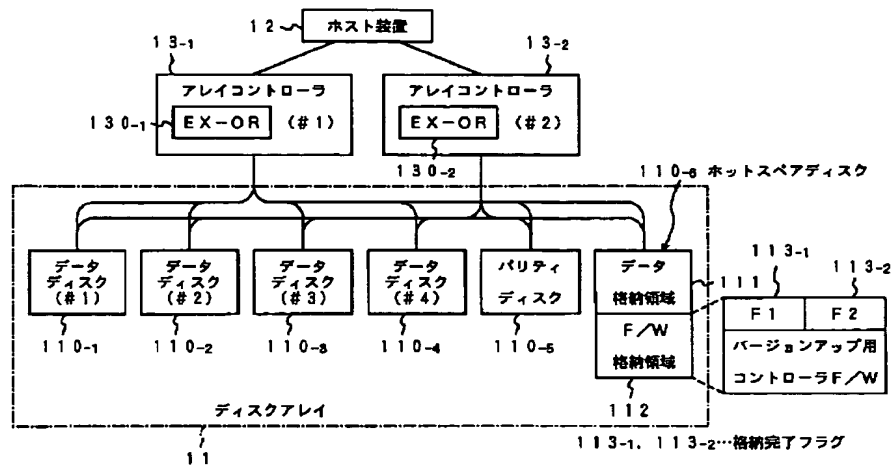 12
ホスト装置
13-1
13-2
アレイコントローラ
EX-OR (#1)
130-1
アレイコントローラ
EX-OR (#2)
130-2
110-6 ホットスペアディスク
データ
ディスク
(#1)
110-1
データ
ディスク
(#2)
110-2
データ
ディスク
(#3)
110-3
データ
ディスク
(#4)
110-4
パリティ
ディスク
110-5
データ
格納領域
111
F/W
格納領域
112
113-1
113-2
F1
F2
バージョンアップ用
コントローラF/W
ディスクアレイ
11
113-1, 113-2…格納完了フラグ